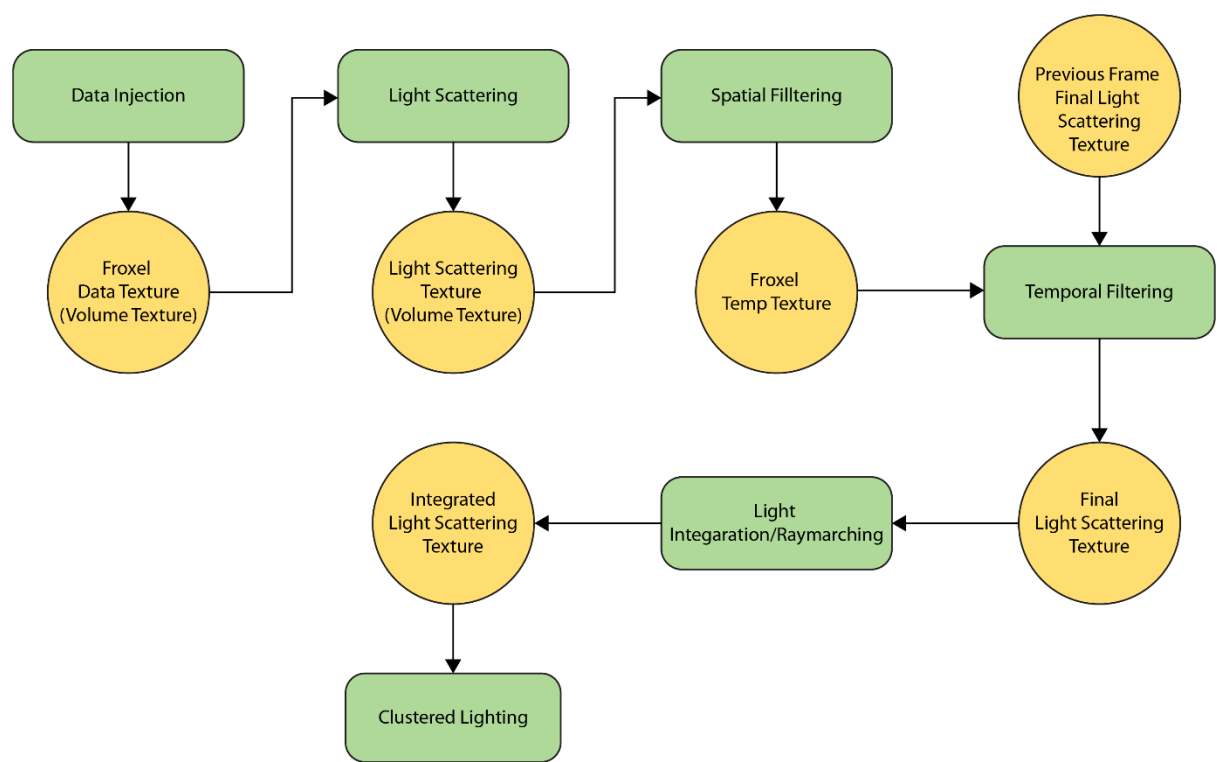 Data Injection
Light Scattering
Spatial Filltering
Previous Frame
Final Light
Scattering
Texture
Froxel
Data Texture
(Volume Texture)
Light Scattering
Texture
(Volume Texture)
Froxel
Temp Texture
Temporal Filtering
Integrated
Light Scattering
Texture
Light
Integaration/Raymarching
Final
Light Scattering
Texture
Clustered Lighting